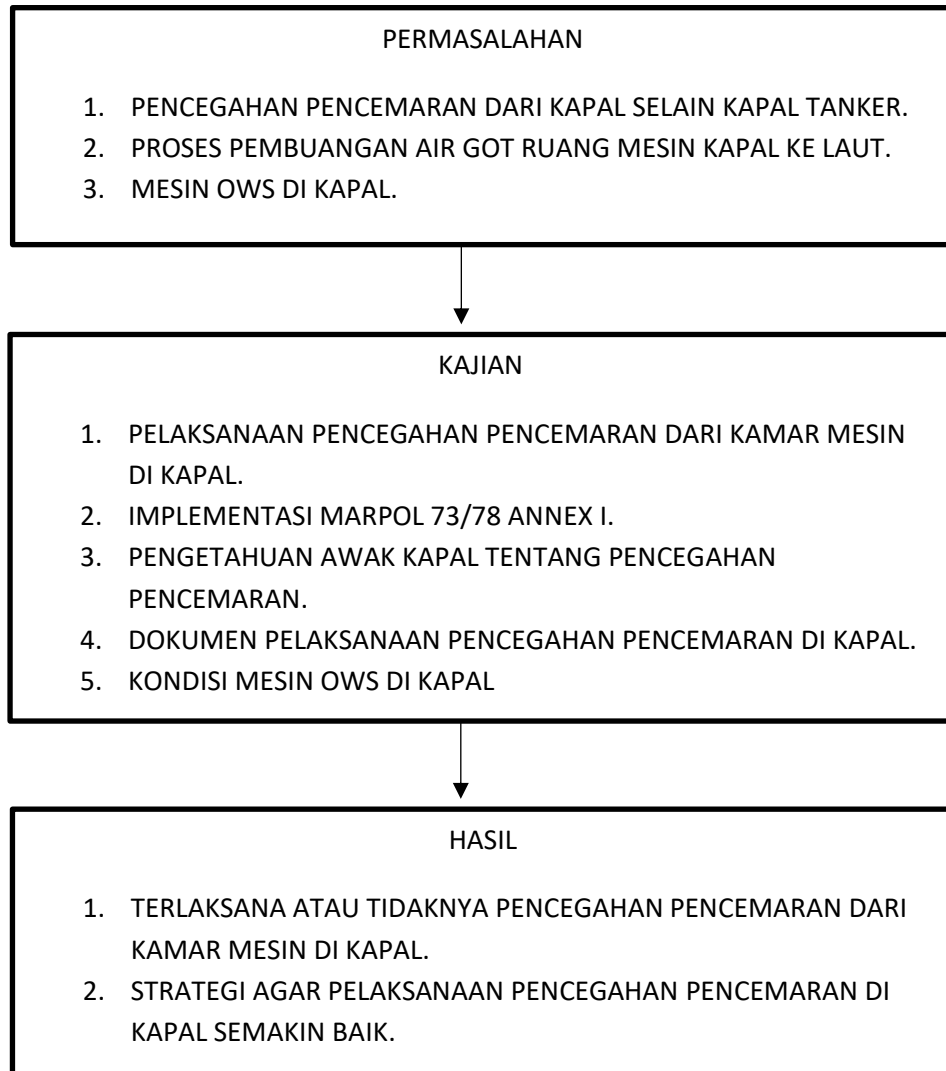 PERMASALAHAN
1. PENCEGAHAN PENCEMARAN DARI KAPAL SELAIN KAPAL TANKER.
2. PROSES PEMBUANGAN AIR GOT RUANG MESIN KAPAL KE LAUT.
3. MESIN OWS DI KAPAL.
KAJIAN
1. PELAKSANAAN PENCEGAHAN PENCEMARAN DARI KAMAR MESIN
DI KAPAL.
2. IMPLEMENTASI MARPOL 73/78 ANNEX I.
3. PENGETAHUAN AWAK KAPAL TENTANG PENCEGAHAN
PENCEMARAN.
4. DOKUMEN PELAKSANAAN PENCEGAHAN PENCEMARAN DI KAPAL.
5. KONDISI MESIN OWS DI KAPAL
HASIL
1. TERLAKSANA ATAU TIDAKNYA PENCEGAHAN PENCEMARAN DARI
KAMAR MESIN DI KAPAL.
2. STRATEGI AGAR PELAKSANAAN PENCEGAHAN PENCEMARAN DI
KAPAL SEMAKIN BAIK.